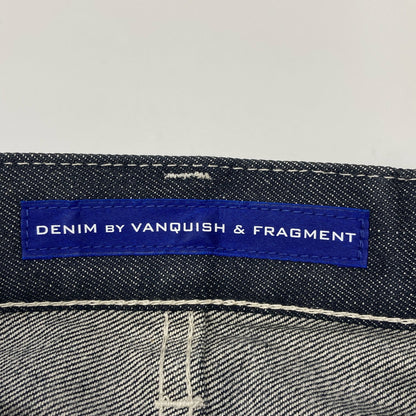 DENIM BY VANQUISH & FRAGMENT